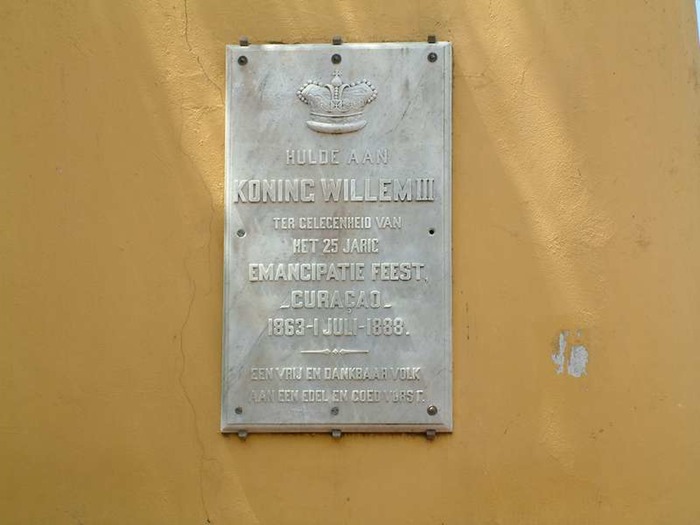 HULDE AAN
KONING WILLEM III
TER GELEGENHEID VAN
HET 25 JARIG
EMANCIPATIE FEEST,
CURAÇAO
1863-1 JULI-1888.
EEN VRIJ EN DANKBAAR VOLK
AAN EEN EDEL EN GOED VORST.